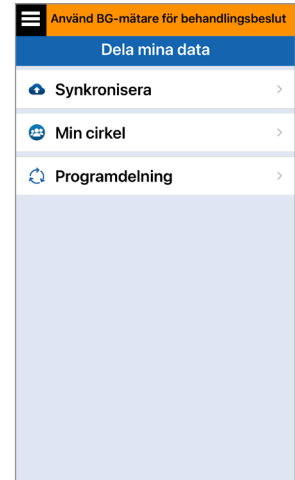 Använd BG-mätare för behandlingsbeslut
Dela mina data
Synkronisera
Min cirkel
Programdelning